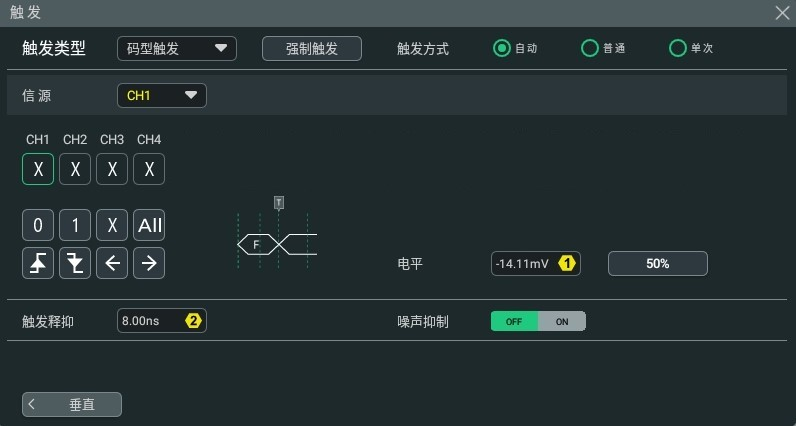 触发
触发类型 码型触发 强制触发 触发方式 自动 普通 单次
信源 CH1
CH1 CH2 CH3 CH4
X X X X
T
0 1 X All
F
电平 -14.11mV 1 50%
触发释抑 8.00ns 2 噪声抑制 OFF ON
垂直